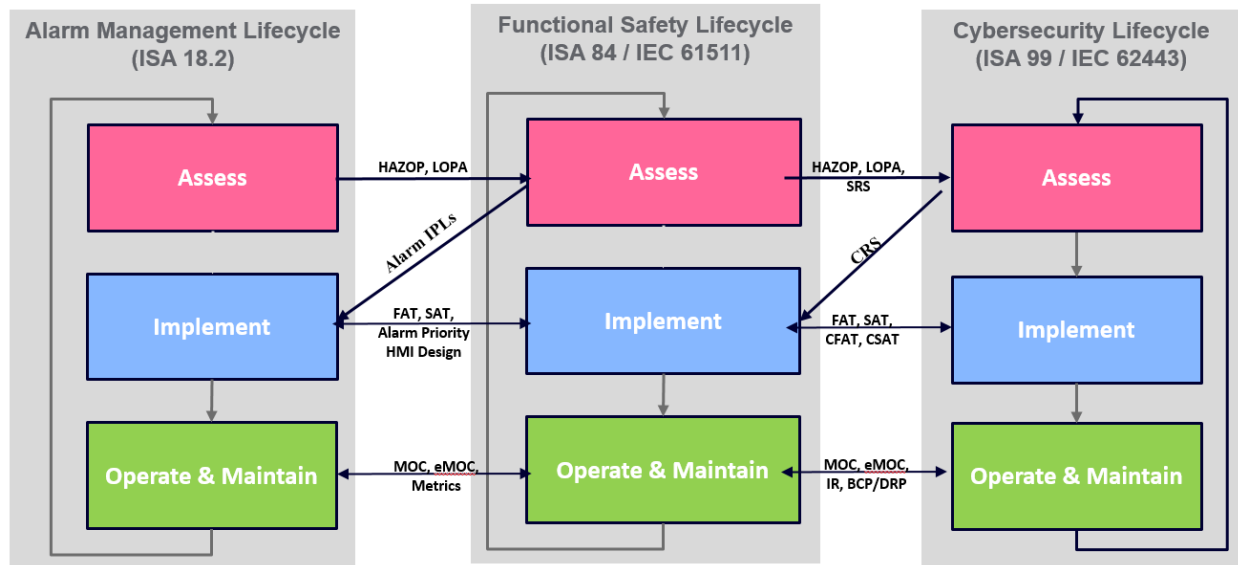 Alarm Management Lifecycle
(ISA 18.2)
Functional Safety Lifecycle
(ISA 84 / IEC 61511)
Cybersecurity Lifecycle
(ISA 99 / IEC 62443)
Assess
HAZOP, LOPA
Assess
HAZOP, LOPA,
SRS
Assess
Alarm IPLs
CRS
Implement
FAT, SAT,
Alarm Priority
HMI Design
Implement
FAT, SAT,
CFAT, CSAT
Implement
Operate & Maintain
MOC, eMOC,
Metrics
Operate & Maintain
MOC, eMOC,
IR, BCP/DRP
Operate & Maintain